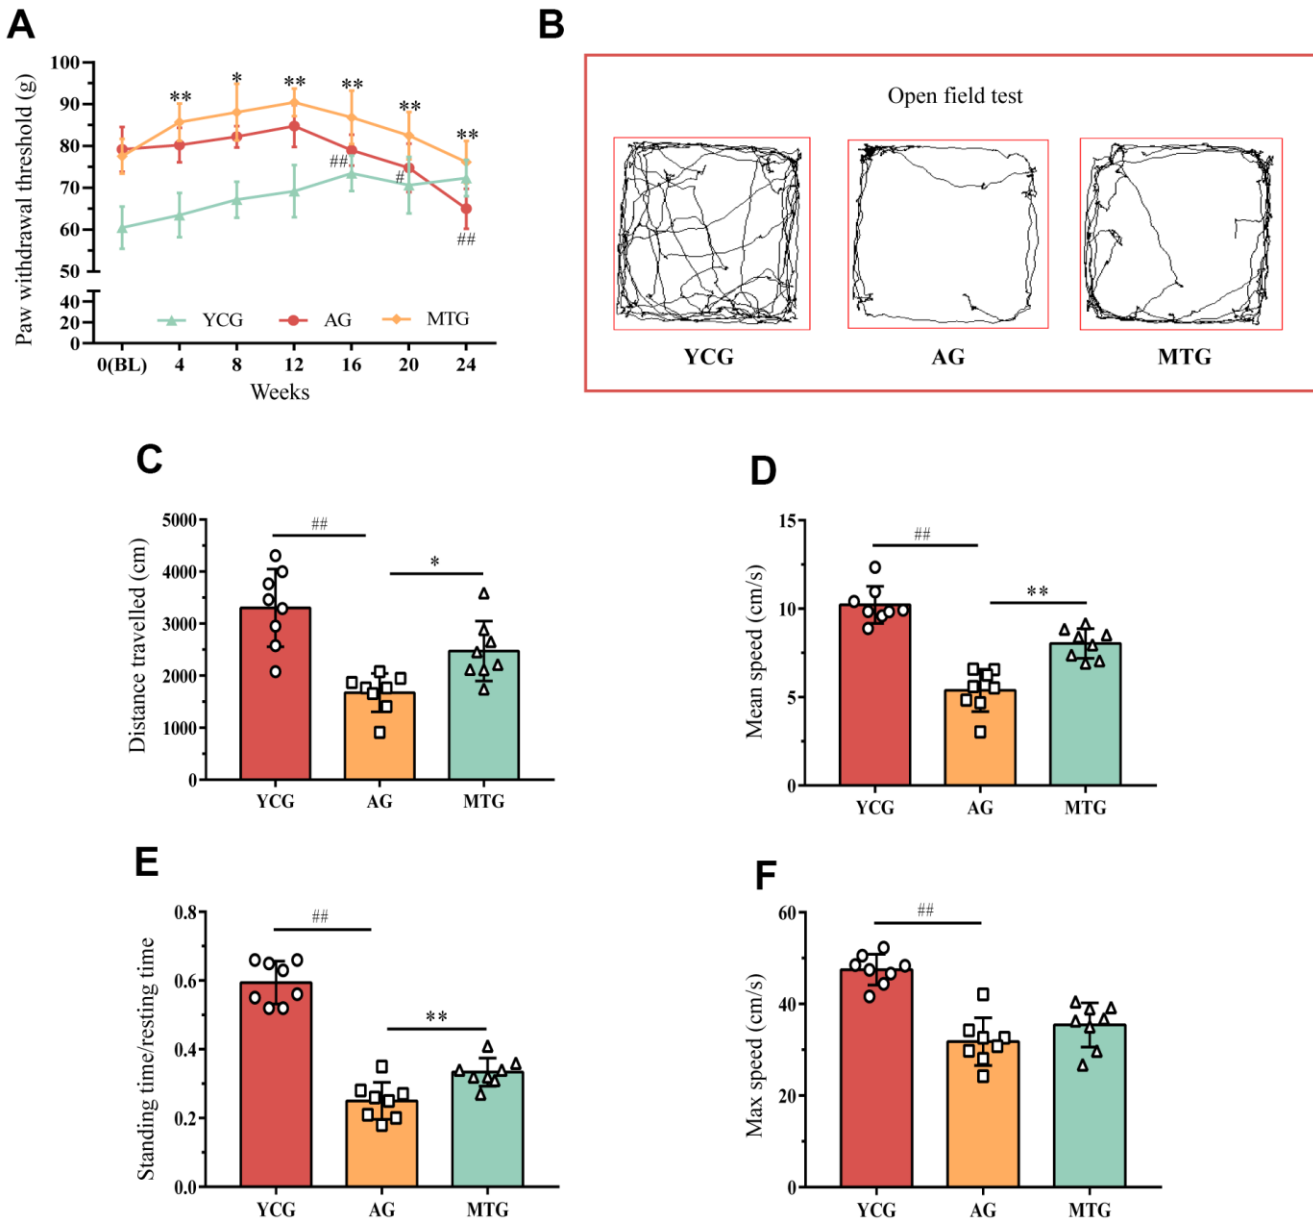 A
Paw withdrawal threshold (g)
100
90
80
70
60
50
40
20
0
** * ** ** ** **
## # ##
YCG AG MTG
0(BL) 4 8 12 16 20 24
Weeks
B
Open field test
YCG AG MTG
C
Distance travelled (cm)
5000
4000
3000
2000
1000
0
##
*
YCG AG MTG
D
Mean speed (cm/s)
15
10
5
0
##
**
YCG AG MTG
E
Standing time/resting time
0.8
0.6
0.4
0.2
0.0
##
**
YCG AG MTG
F
Max speed (cm/s)
60
40
20
0
##
YCG AG MTG